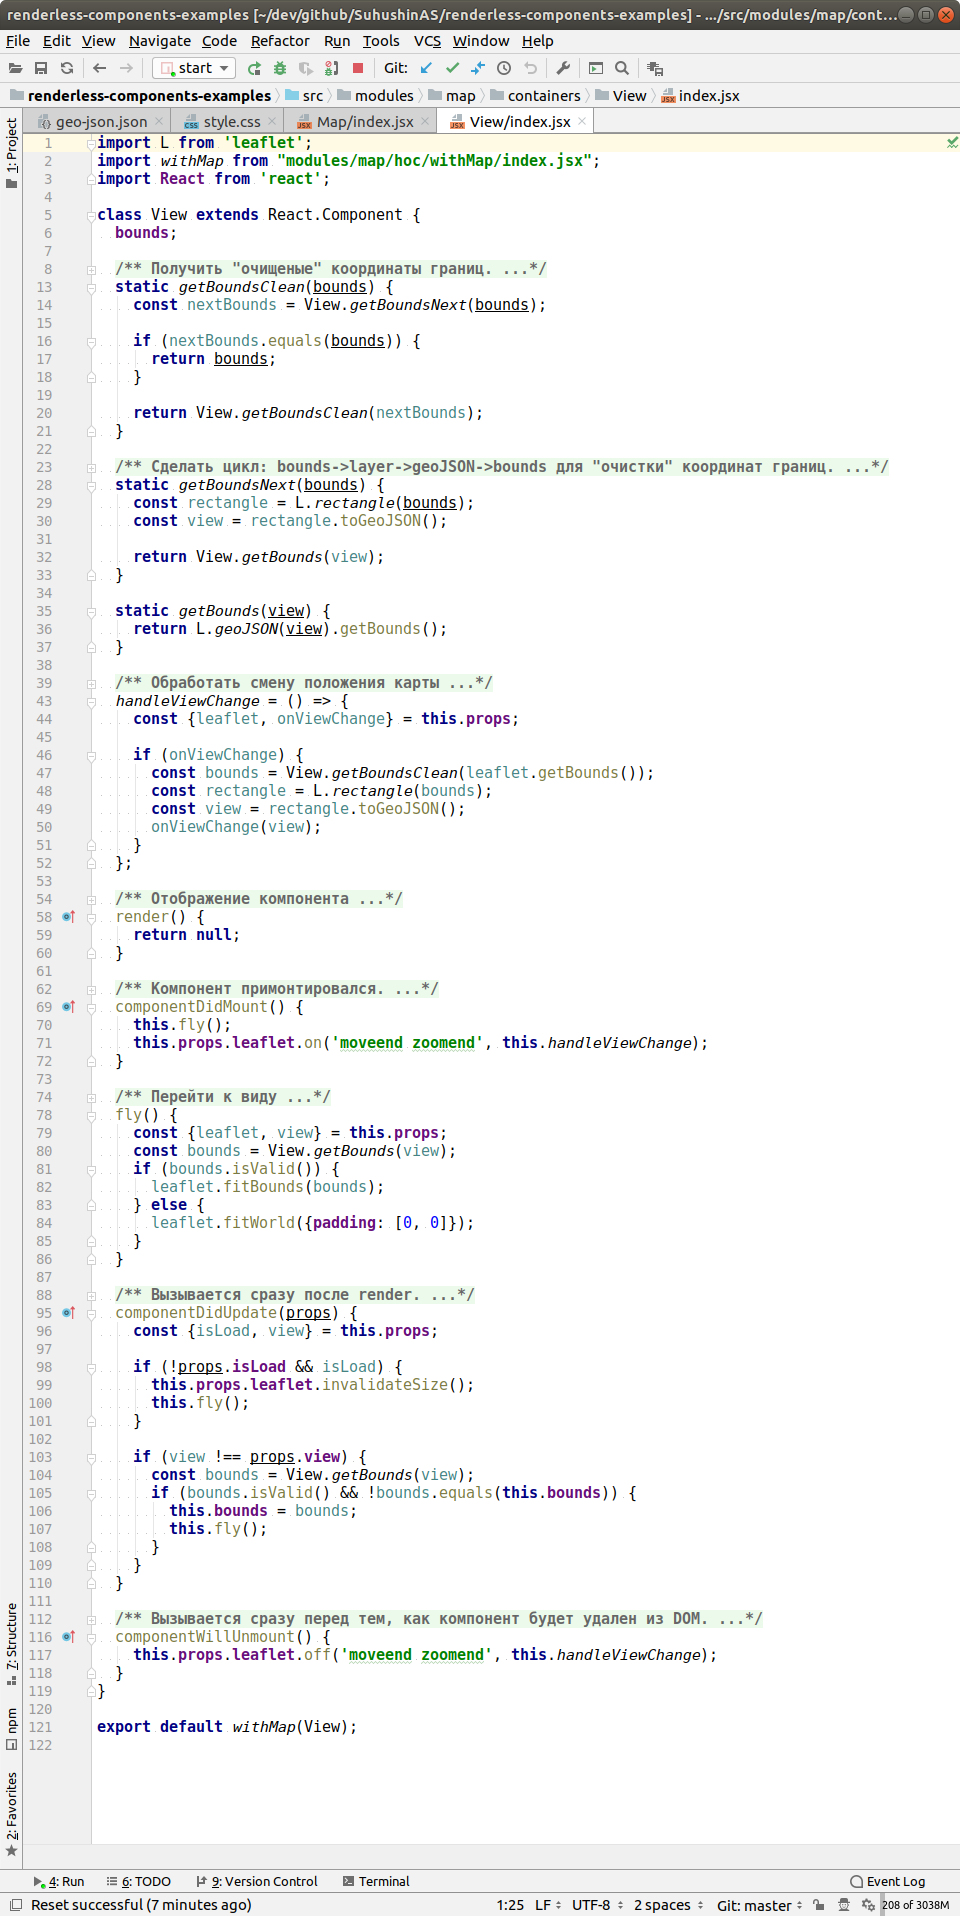 renderless-components-examples [~/dev/github/SuhushinAS/renderless-components-examples] - .../src/modules/map/cont...
File Edit View Navigate Code Refactor Run Tools VCS Window Help
start Git:
renderless-components-examples src modules map containers View index.jsx
geo-json.json style.css Map/index.jsx View/index.jsx
1: Project
1 import L from 'leaflet';
2 import withMap from "modules/map/hoc/withMap/index.jsx";
3 import React from 'react';
4
5 class View extends React.Component {
6 bounds;
7
8 /** Получить "очищеные" координаты границ. ...*/
13 static getBoundsClean(bounds) {
14 const nextBounds = View.getBoundsNext(bounds);
15
16 if (nextBounds.equals(bounds)) {
17 return bounds;
18 }
19
20 return View.getBoundsClean(nextBounds);
21 }
22
23 /** Сделать цикл: bounds->layer->geoJSON->bounds для "очистки" координат границ. ...*/
28 static getBoundsNext(bounds) {
29 const rectangle = L.rectangle(bounds);
30 const view = rectangle.toGeoJSON();
31
32 return View.getBounds(view);
33 }
34
35 static getBounds(view) {
36 return L.geoJSON(view).getBounds();
37 }
38
39 /** Обработать смену положения карты ...*/
43 handleViewChange = () => {
44 const {leaflet, onViewChange} = this.props;
45
46 if (onViewChange) {
47 const bounds = View.getBoundsClean(leaflet.getBounds());
48 const rectangle = L.rectangle(bounds);
49 const view = rectangle.toGeoJSON();
50 onViewChange(view);
51 }
52 };
53
54 /** Отображение компонента ...*/
58 render() {
59 return null;
60 }
61
62 /** Компонент примонтировался. ...*/
69 componentDidMount() {
70 this.fly();
71 this.props.leaflet.on('moveend zoomend', this.handleViewChange);
72 }
73
74 /** Перейти к виду ...*/
78 fly() {
79 const {leaflet, view} = this.props;
80 const bounds = View.getBounds(view);
81 if (bounds.isValid()) {
82 leaflet.fitBounds(bounds);
83 } else {
84 leaflet.fitWorld({padding: [0, 0]});
85 }
86 }
87
88 /** Вызывается сразу после render. ...*/
95 componentDidUpdate(props) {
96 const {isLoad, view} = this.props;
97
98 if (!props.isLoad && isLoad) {
99 this.props.leaflet.invalidateSize();
100 this.fly();
101 }
102
103 if (view !== props.view) {
104 const bounds = View.getBounds(view);
105 if (bounds.isValid() && !bounds.equals(this.bounds)) {
106 this.bounds = bounds;
107 this.fly();
108 }
109 }
110 }
111
112 /** Вызывается сразу перед тем, как компонент будет удален из DOM. ...*/
116 componentWillUnmount() {
117 this.props.leaflet.off('moveend zoomend', this.handleViewChange);
118 }
119 }
120
121 export default withMap(View);
122
7: Structure
npm
2: Favorites
4: Run 6: TODO 9: Version Control Terminal Event Log
Reset successful (7 minutes ago) 1:25 LF UTF-8 2 spaces Git: master 208 of 3038M